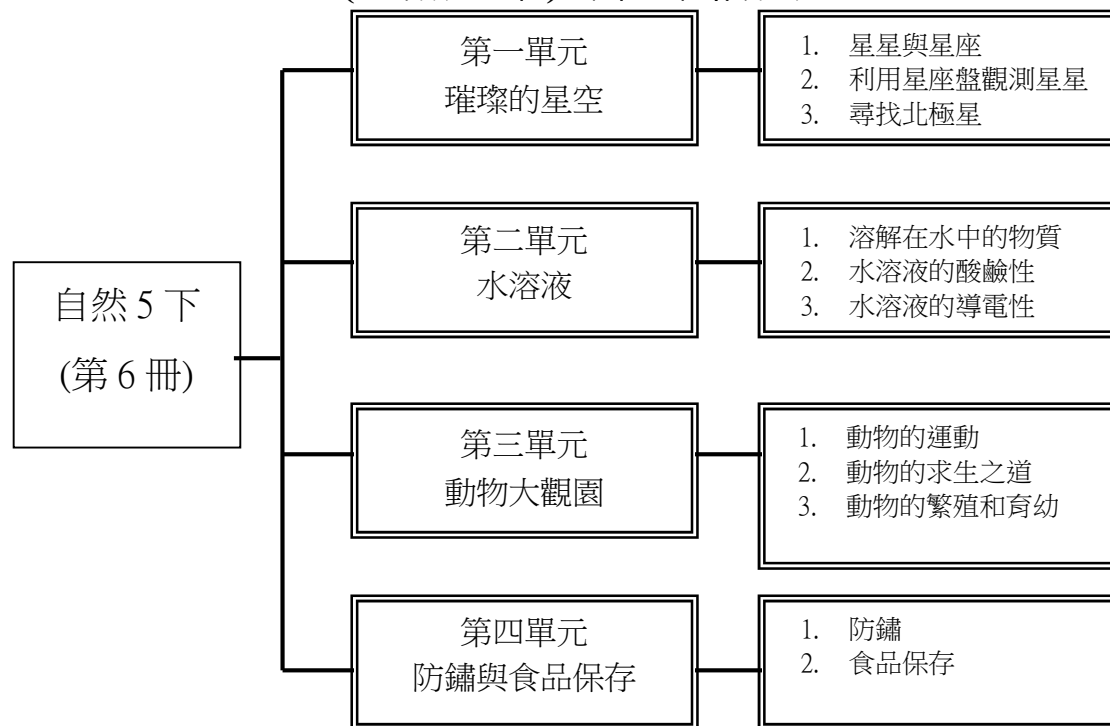 自然 5 下
(第 6 冊)
第一單元
璀璨的星空
1. 星星與星座
2. 利用星座盤觀測星星
3. 尋找北極星
第二單元
水溶液
1. 溶解在水中的物質
2. 水溶液的酸鹼性
3. 水溶液的導電性
第三單元
動物大觀園
1. 動物的運動
2. 動物的求生之道
3. 動物的繁殖和育幼
第四單元
防鏽與食品保存
1. 防鏽
2. 食品保存